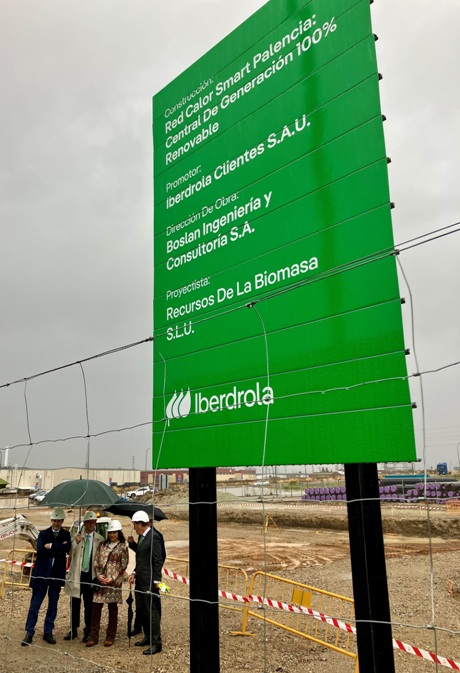 Construcción:
Red Calor Smart Palencia:
Central De Generación 100%
Renovable
Promotor:
Iberdrola Clientes S.A.U.
Dirección De Obra:
Boslan Ingeniería y
Consultoría S.A.
Proyectista:
Recursos De La Biomasa
S.L.U.
Iberdrola